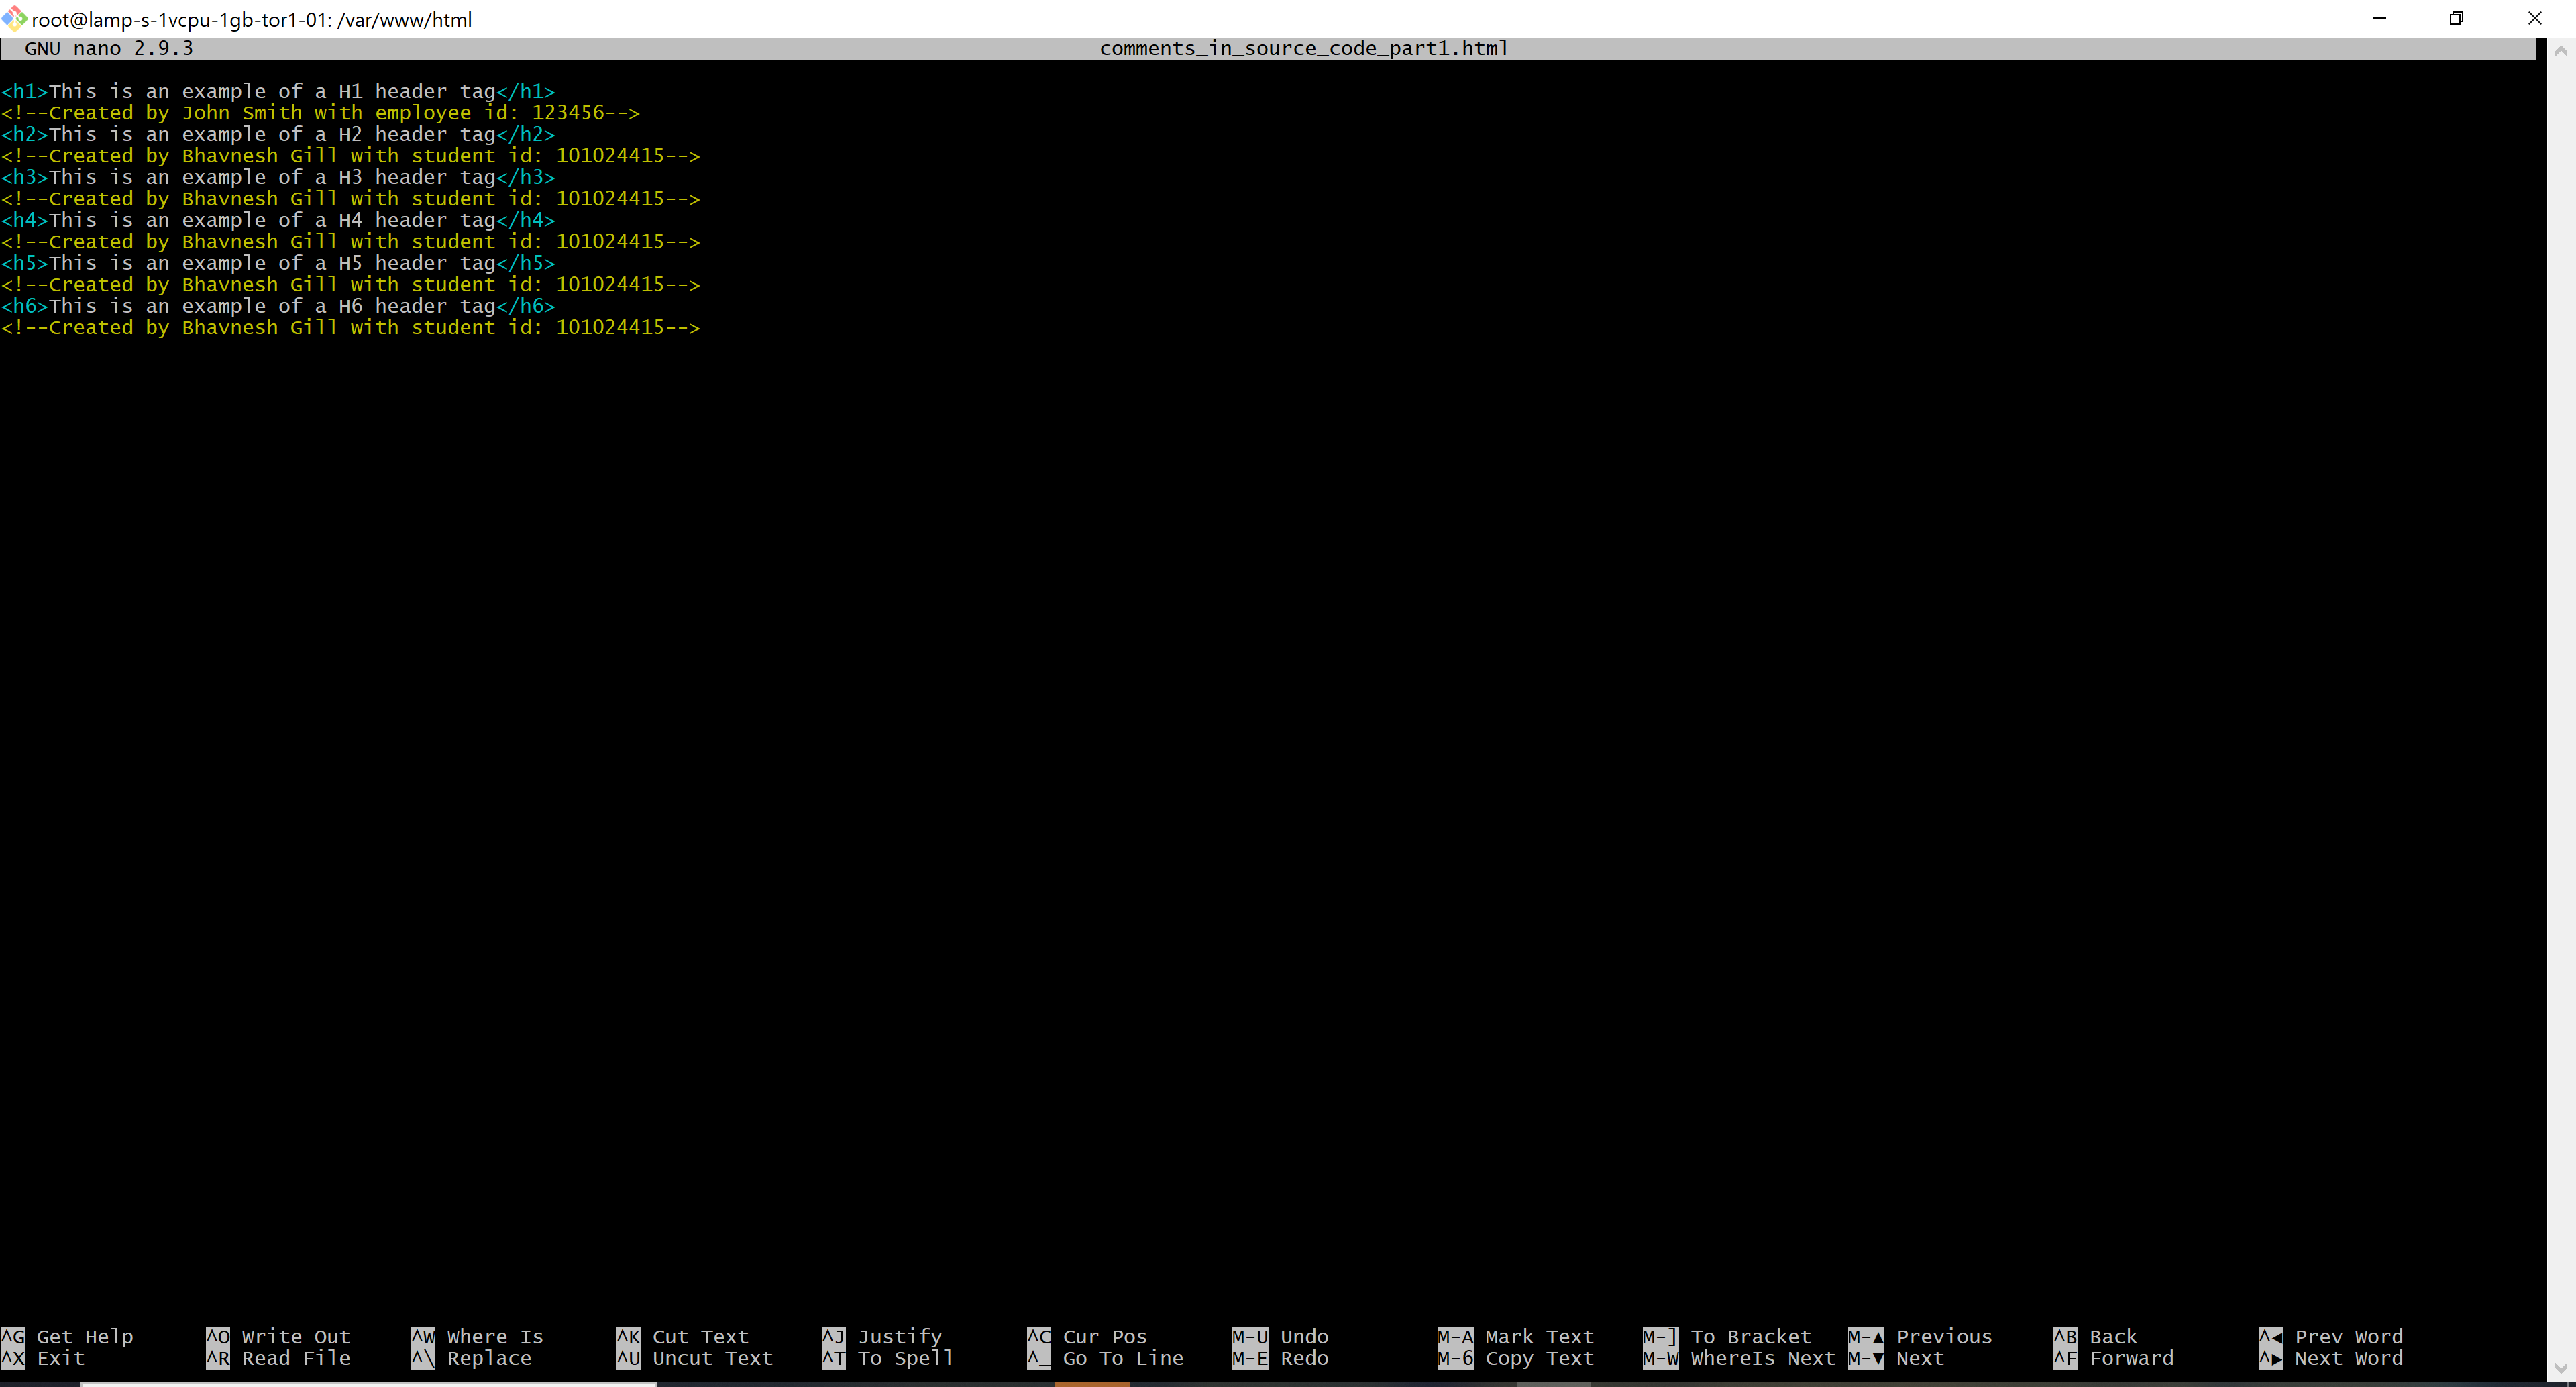 root@lamp-s-1vcpu-1gb-tor1-01: /var/www/html
GNU nano 2.9.3 comments_in_source_code_part1.html
<h1>This is an example of a H1 header tag</h1>
<!--Created by John Smith with employee id: 123456-->
<h2>This is an example of a H2 header tag</h2>
<!--Created by Bhavnesh Gill with student id: 101024415-->
<h3>This is an example of a H3 header tag</h3>
<!--Created by Bhavnesh Gill with student id: 101024415-->
<h4>This is an example of a H4 header tag</h4>
<!--Created by Bhavnesh Gill with student id: 101024415-->
<h5>This is an example of a H5 header tag</h5>
<!--Created by Bhavnesh Gill with student id: 101024415-->
<h6>This is an example of a H6 header tag</h6>
<!--Created by Bhavnesh Gill with student id: 101024415-->
^G Get Help ^O Write Out ^W Where Is ^K Cut Text ^J Justify ^C Cur Pos M-U Undo M-A Mark Text M-] To Bracket M-▲ Previous ^B Back ^◀ Prev Word
^X Exit ^R Read File ^\ Replace ^U Uncut Text ^T To Spell ^_ Go To Line M-E Redo M-6 Copy Text M-W WhereIs Next M-▼ Next ^F Forward ^▶ Next Word